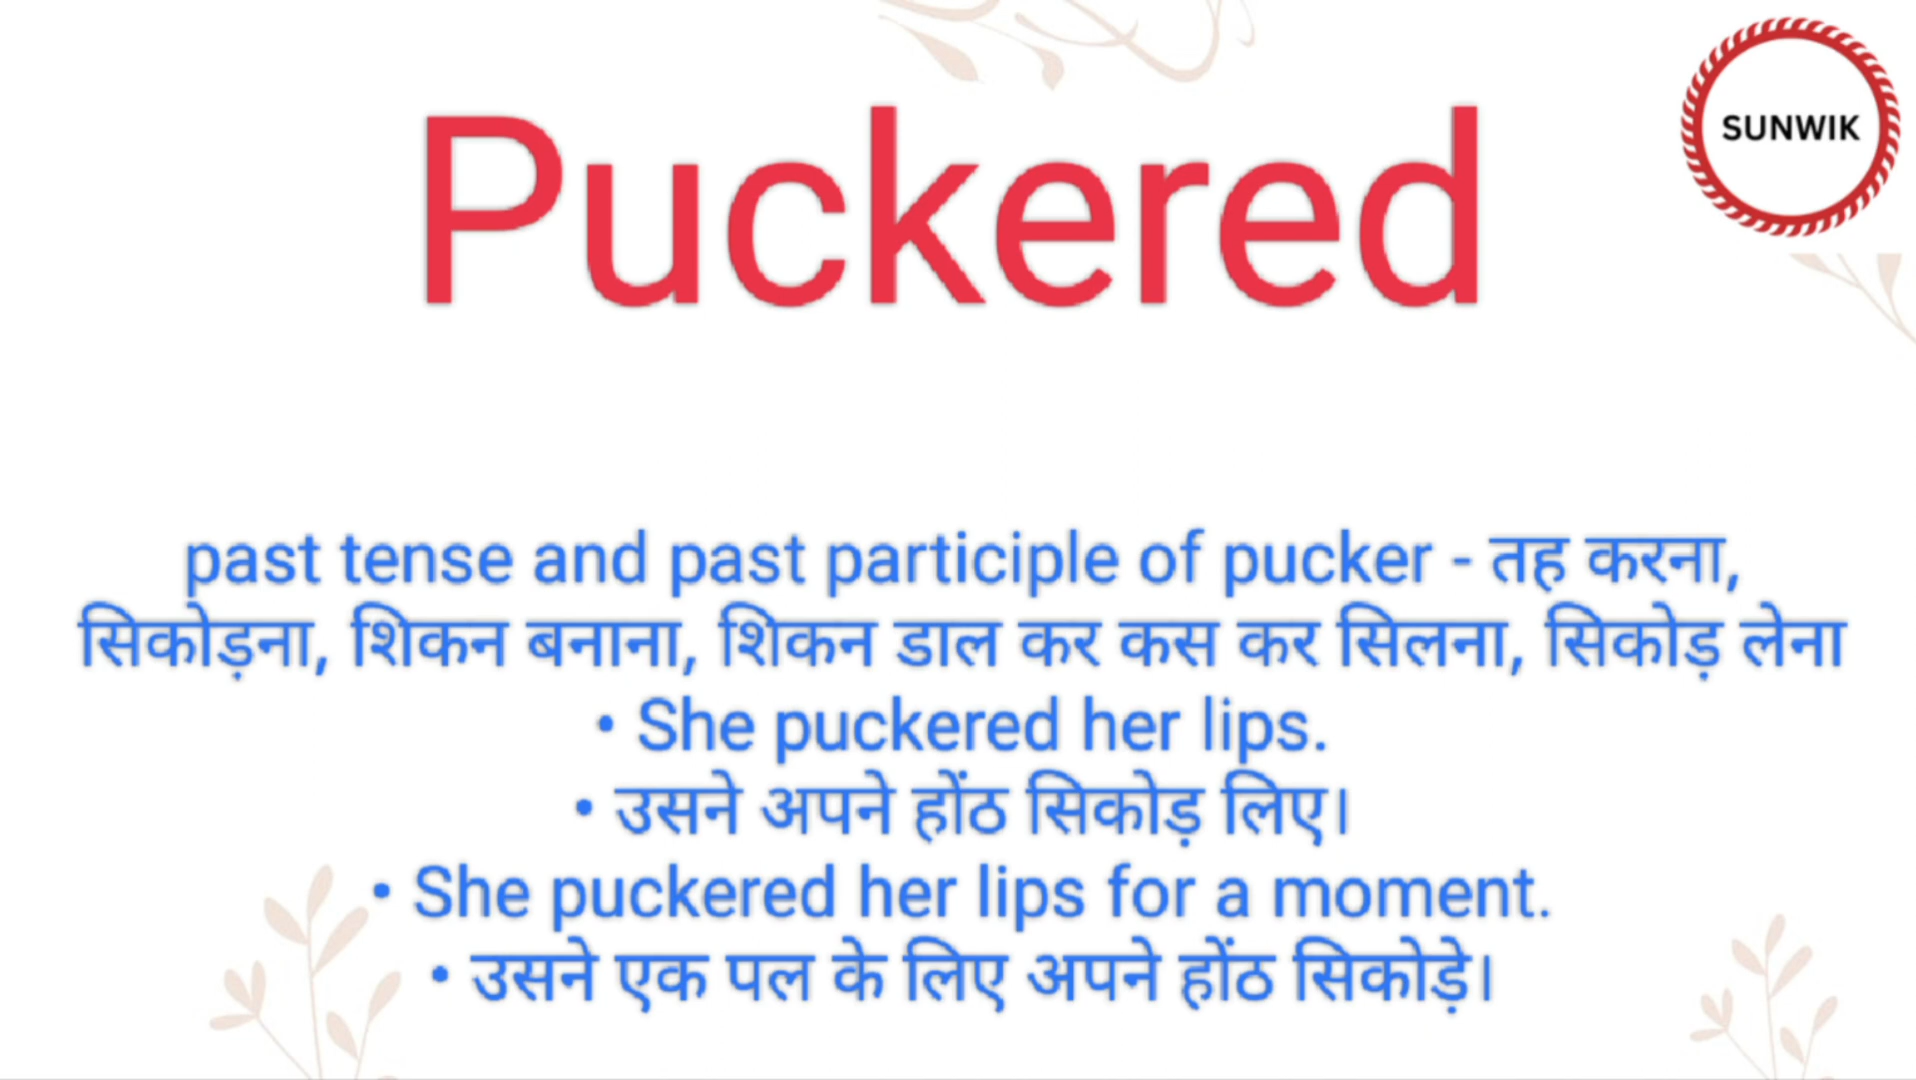 SUNWIK
Puckered
past tense and past participle of pucker - तह करना,
सिकोड़ना, शिकन बनाना, शिकन डाल कर कस कर सिलना, सिकोड़ लेना
• She puckered her lips.
• उसने अपने होंठ सिकोड़ लिए।
• She puckered her lips for a moment.
• उसने एक पल के लिए अपने होंठ सिकोड़े।